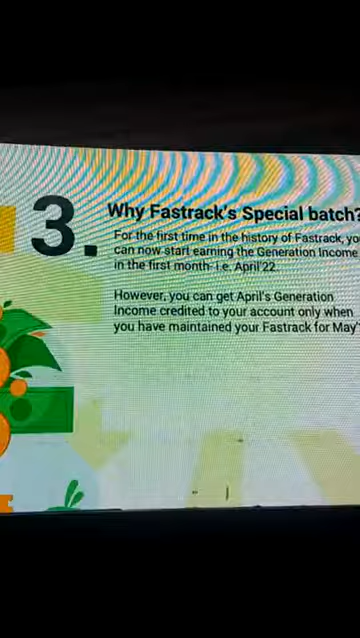 3.
Why Fastrack's Special batch?
For the first time in the history of Fastrack, yo
can now start earning the Generation Income
in the first month- i.e. April'22.
However, you can get April's Generation
Income credited to your account only when
you have maintained your Fastrack for May'